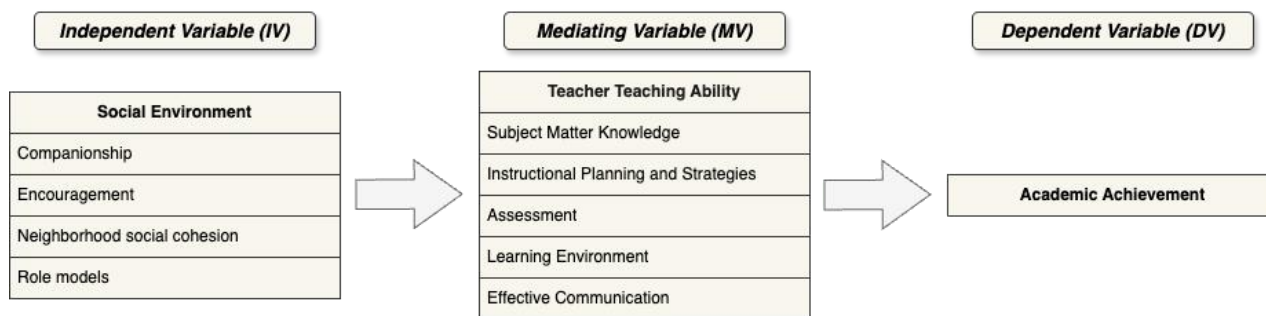 Independent Variable (IV)
Mediating Variable (MV)
Dependent Variable (DV)
Social Environment
Companionship
Encouragement
Neighborhood social cohesion
Role models
Teacher Teaching Ability
Subject Matter Knowledge
Instructional Planning and Strategies
Assessment
Learning Environment
Effective Communication
Academic Achievement